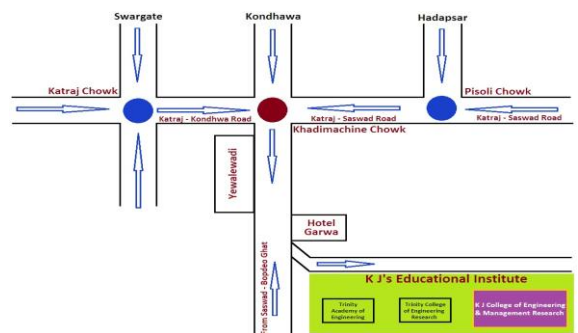 Swargate
Kondhawa
Hadapsar
Katraj Chowk
Pisoli Chowk
Katraj - Kondhwa Road
Katraj - Saswad Road
Katraj - Saswad Road
Khadimachine Chowk
Yewalewadi
Hotel
Garwa
From Saswad - Bopdeo Ghat
K J's Educational Institute
Trinity
Academy of
Engineering
Trinity College
of Engineering
Research
K J College of Engineering
& Management Research